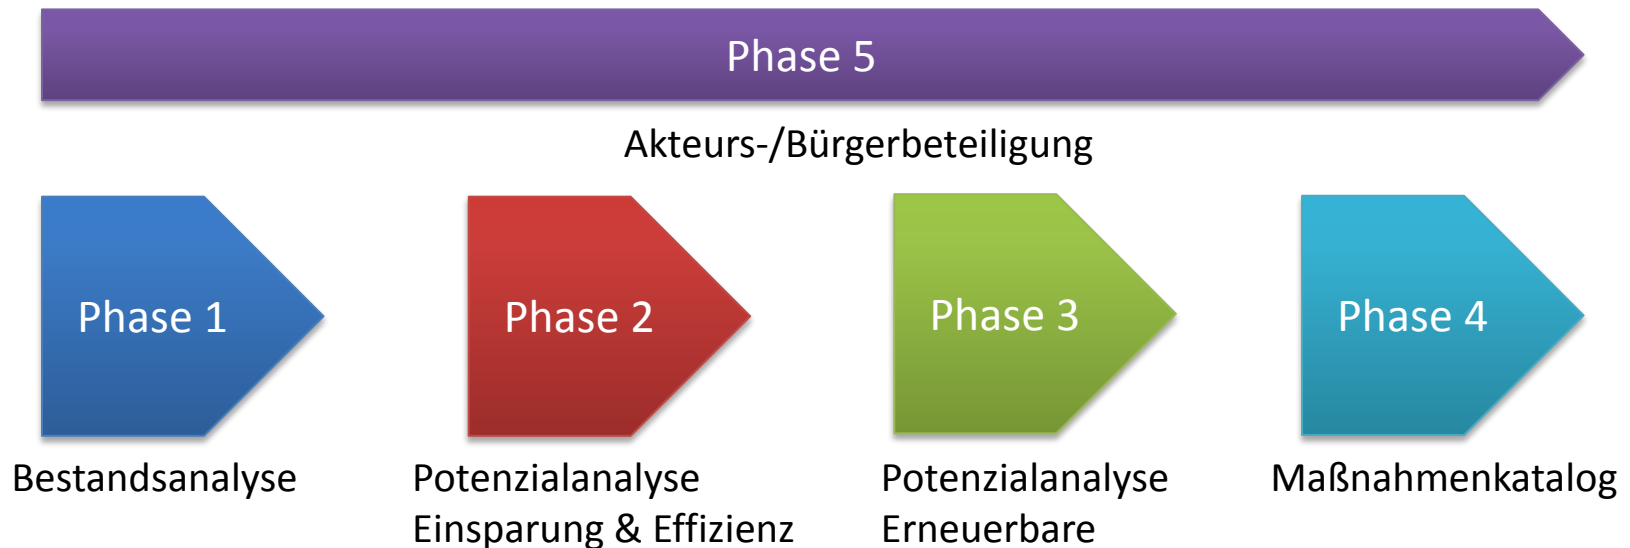 Phase 5
Akteurs-/Bürgerbeteiligung
Phase 1
Phase 2
Phase 3
Phase 4
Bestandsanalyse
Potenzialanalyse
Einsparung & Effizienz
Potenzialanalyse
Erneuerbare
Maßnahmenkatalog